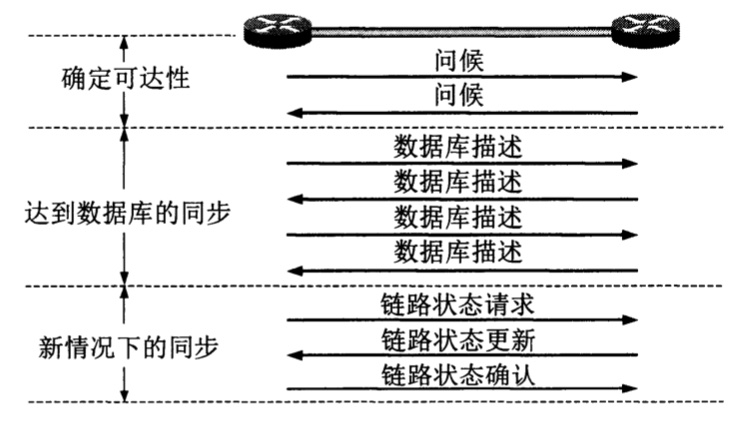 问候
确定可达性
问候
数据库描述
数据库描述
达到数据库的同步
数据库描述
数据库描述
链路状态请求
新情况下的同步
链路状态更新
链路状态确认